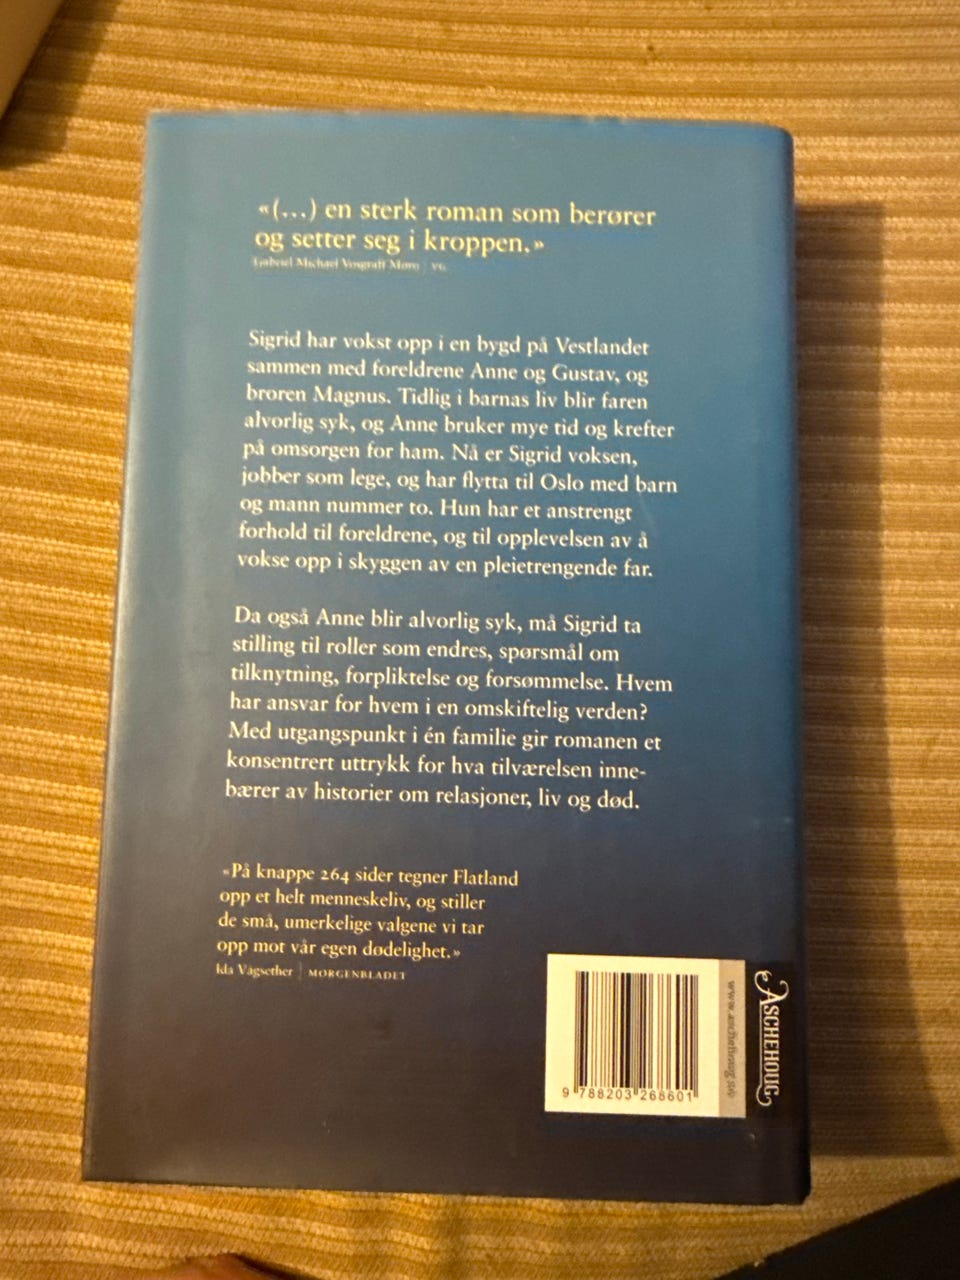 «(...) en sterk roman som berører
og setter seg i kroppen.»
Gabriel Michael Vosgraff Moro | VG
Sigrid har vokst opp i en bygd på Vestlandet
sammen med foreldrene Anne og Gustav, og
broren Magnus. Tidlig i barnas liv blir faren
alvorlig syk, og Anne bruker mye tid og krefter
på omsorgen for ham. Nå er Sigrid voksen,
jobber som lege, og har flytta til Oslo med barn
og mann nummer to. Hun har et anstrengt
forhold til foreldrene, og til opplevelsen av å
vokse opp i skyggen av en pleietrengende far.
Da også Anne blir alvorlig syk, må Sigrid ta
stilling til roller som endres, spørsmål om
tilknytning, forpliktelse og forsømmelse. Hvem
har ansvar for hvem i en omskiftelig verden?
Med utgangspunkt i én familie gir romanen et
konsentrert uttrykk for hva tilværelsen inne-
bærer av historier om relasjoner, liv og død.
«På knappe 264 sider tegner Flatland
opp et helt menneskeliv, og stiller
de små, umerkelige valgene vi tar
opp mot vår egen dødelighet.»
Ida Vågsether | MORGENBLADET
9 788203 268601
www.aschehoug.no
ASCHEHOUG